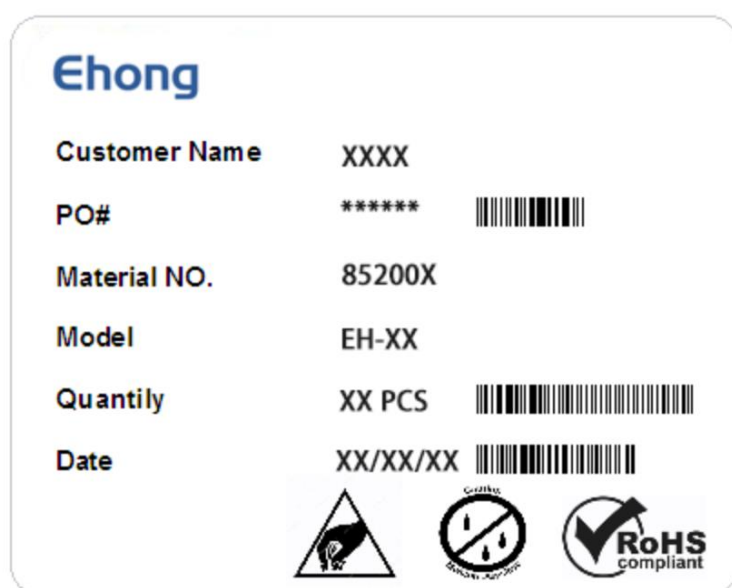 Ehong
Customer Name XXXX
PO# ******
Material NO. 85200X
Model EH-XX
Quantily XX PCS
Date XX/XX/XX
RoHS
compliant